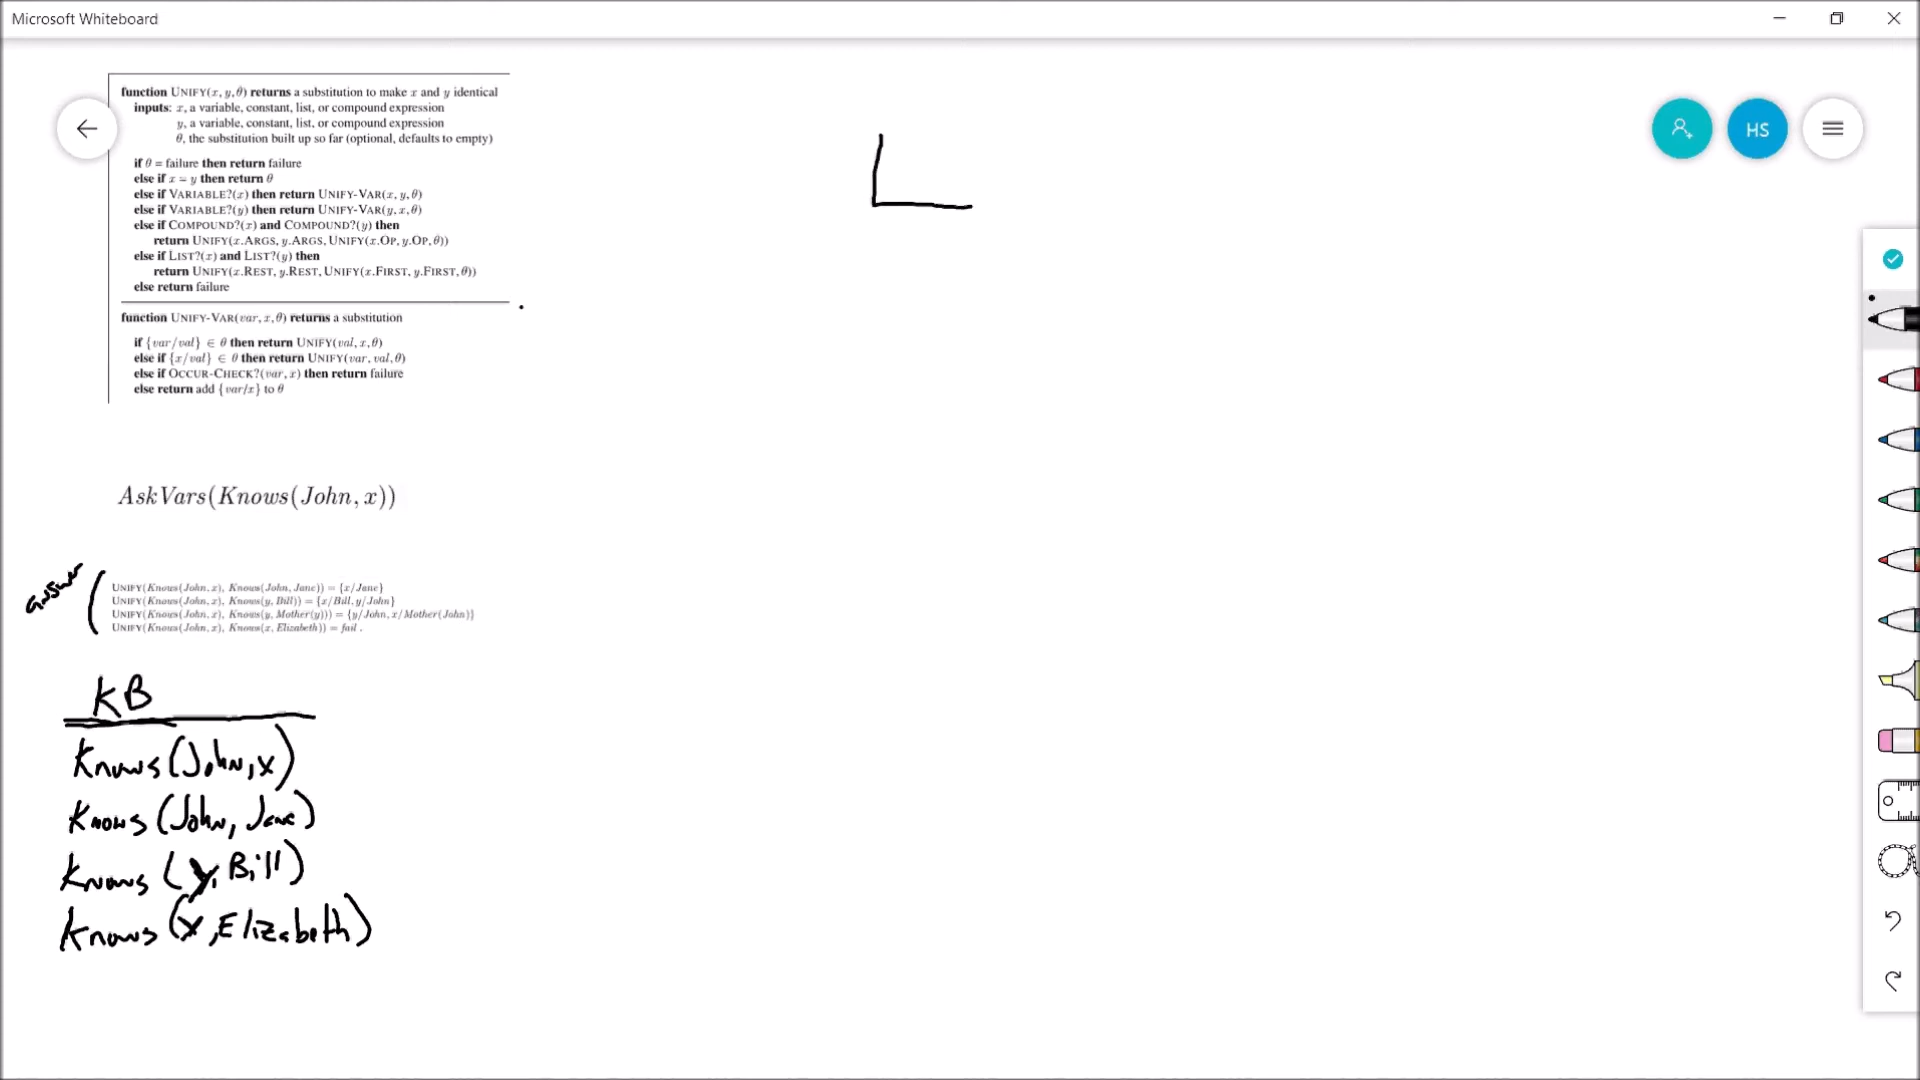 Microsoft Whiteboard
function UNIFY(x, y, θ) returns a substitution to make x and y identical
inputs: x, a variable, constant, list, or compound expression
y, a variable, constant, list, or compound expression
θ, the substitution built up so far (optional, defaults to empty)
if θ = failure then return failure
else if x = y then return θ
else if VARIABLE?(x) then return UNIFY-VAR(x, y, θ)
else if VARIABLE?(y) then return UNIFY-VAR(y, x, θ)
else if COMPOUND?(x) and COMPOUND?(y) then
return UNIFY(x.ARGS, y.ARGS, UNIFY(x.OP, y.OP, θ))
else if LIST?(x) and LIST?(y) then
return UNIFY(x.REST, y.REST, UNIFY(x.FIRST, y.FIRST, θ))
else return failure
function UNIFY-VAR(var, x, θ) returns a substitution
if {var/val} ∈ θ then return UNIFY(val, x, θ)
else if {x/val} ∈ θ then return UNIFY(var, val, θ)
else if OCCUR-CHECK?(var, x) then return failure
else return add {var/x} to θ
HS
AskVars(Knows(John, x))
answer
UNIFY(Knows(John, x), Knows(John, Jane)) = {x/Jane}
UNIFY(Knows(John, x), Knows(y, Bill)) = {x/Bill, y/John}
UNIFY(Knows(John, x), Knows(y, Mother(y))) = {y/John, x/Mother(John)}
UNIFY(Knows(John, x), Knows(x, Elizabeth)) = fail .
KB
Knows(John, x)
Knows(John, Jane)
Knows(y, Bill)
Knows(x, Elizabeth)